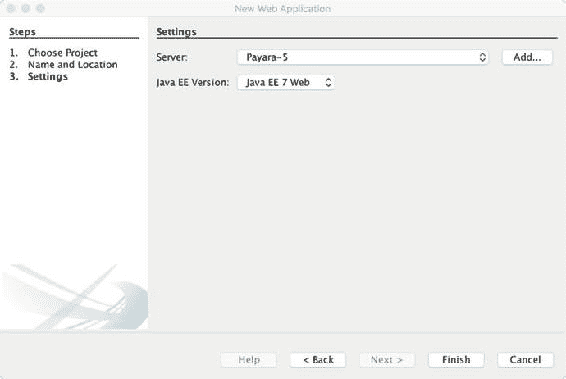 New Web Application
Steps
1. Choose Project
2. Name and Location
3. Settings
Settings
Server: Payara-5 Add...
Java EE Version: Java EE 7 Web
Help < Back Next > Finish Cancel